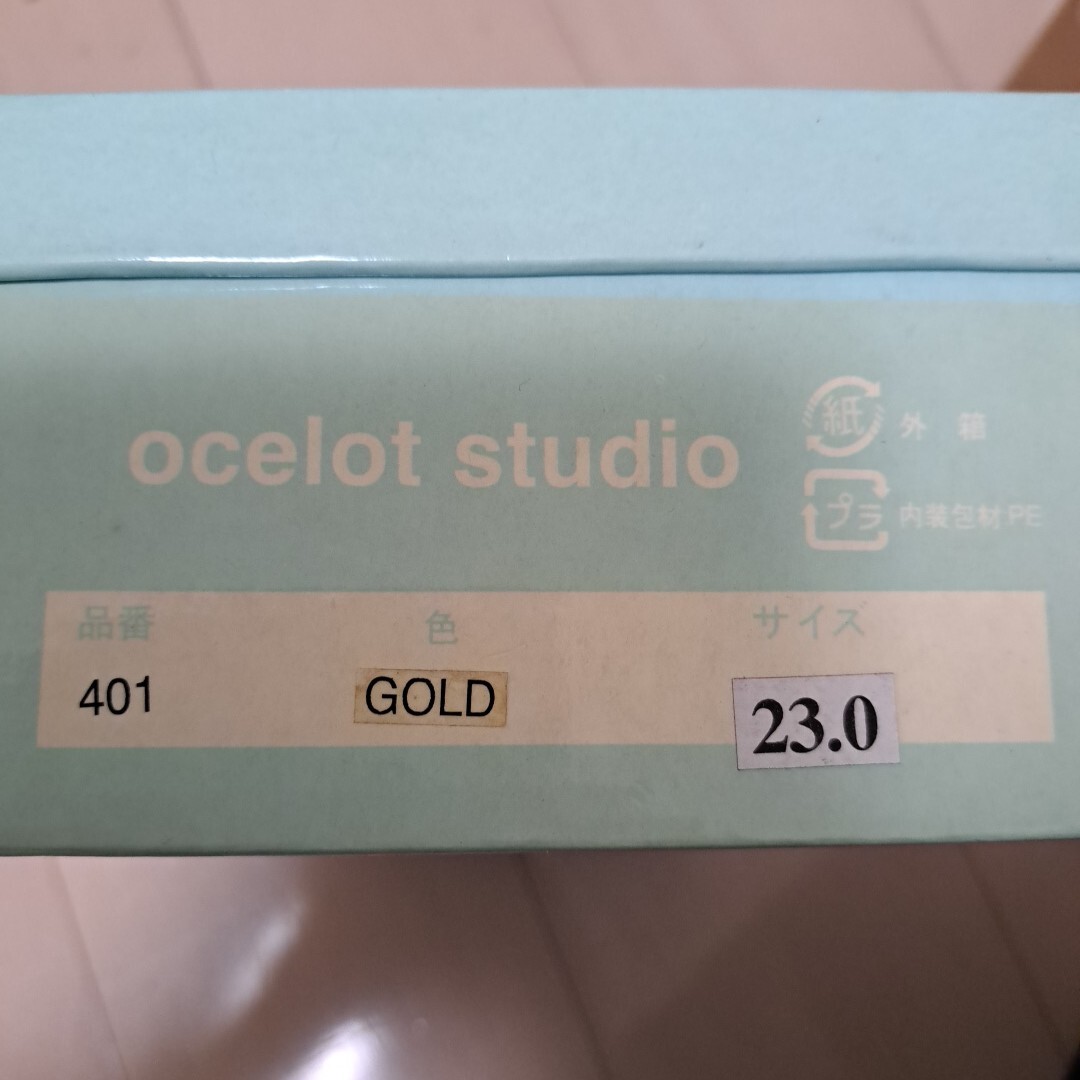 ocelot studio
紙 外箱
プラ 内装包材PE
品番 色 サイズ
401 GOLD 23.0